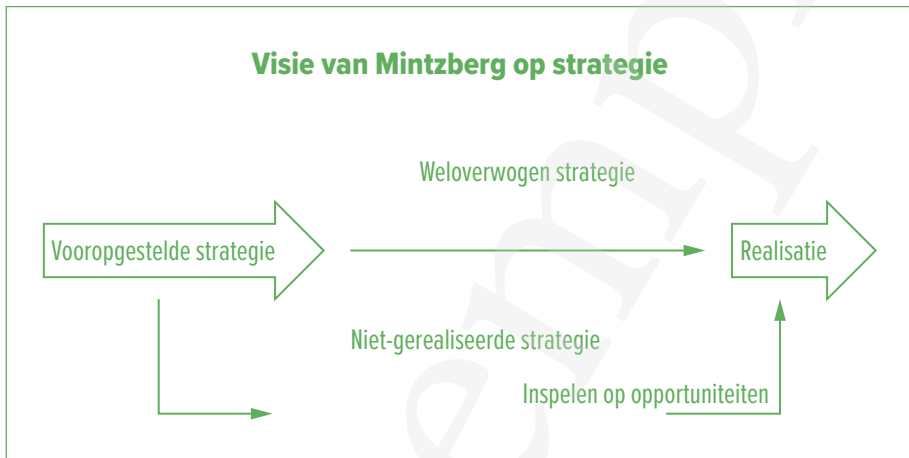 Visie van Mintzberg op strategie
Weloverwogen strategie
Vooropgestelde strategie
Realisatie
Niet-gerealiseerde strategie
Inspelen op opportuniteiten